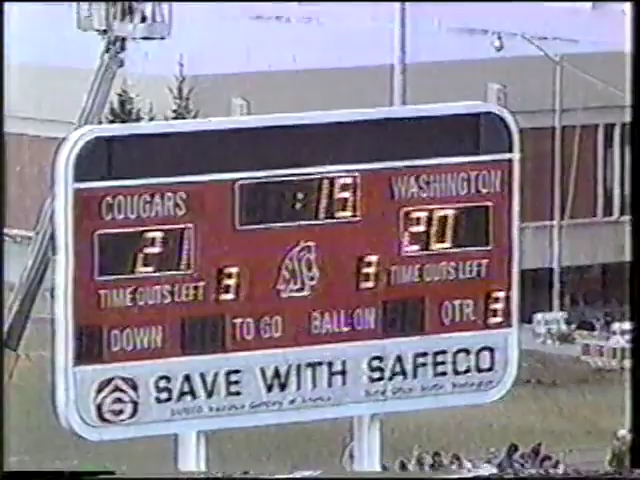 COUGARS :15 WASHINGTON
21 20
TIME OUTS LEFT 3 3 TIME OUTS LEFT
DOWN TO GO BALL ON QTR. 3
SAVE WITH SAFECO